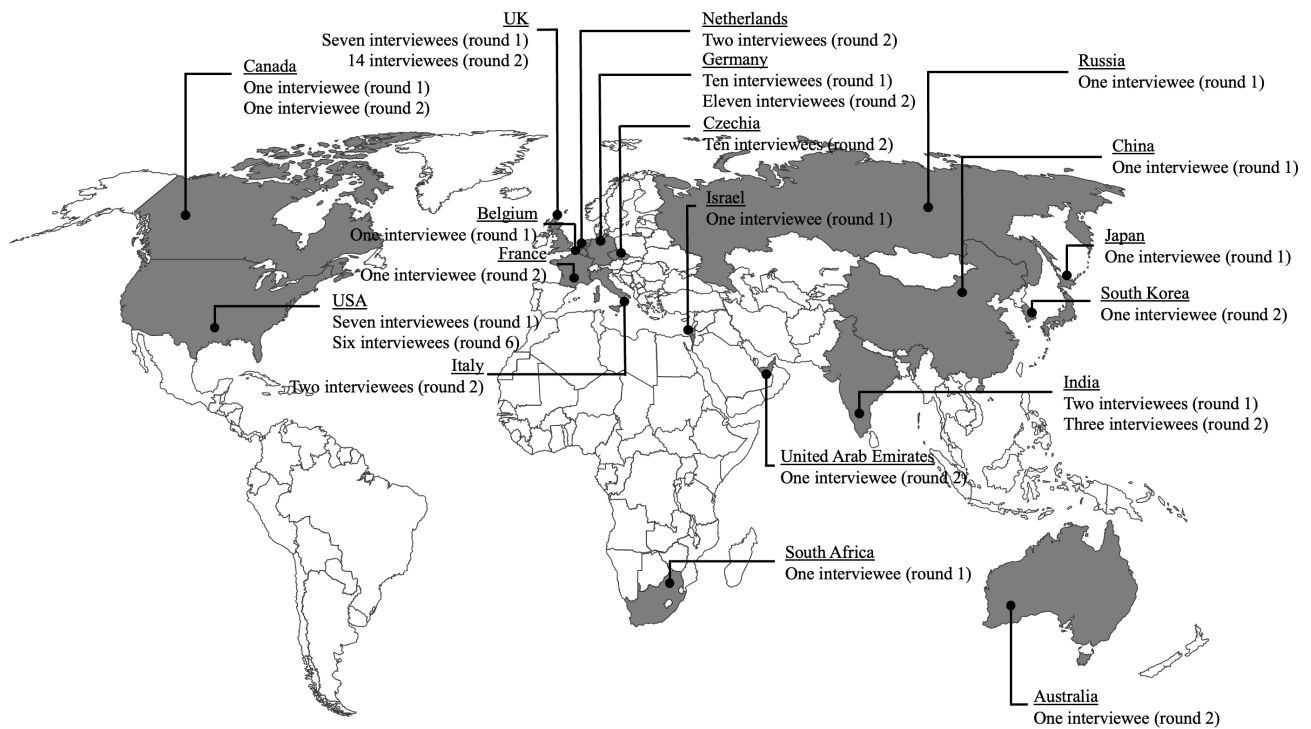 UK
Seven interviewees (round 1)
14 interviewees (round 2)
Netherlands
Two interviewees (round 2)
Germany
Ten interviewees (round 1)
Eleven interviewees (round 2)
Czechia
Ten interviewees (round 2)
Canada
One interviewee (round 1)
One interviewee (round 2)
Russia
One interviewee (round 1)
China
One interviewee (round 1)
Belgium
One interviewee (round 1)
France
One interviewee (round 2)
Israel
One interviewee (round 1)
Japan
One interviewee (round 1)
South Korea
One interviewee (round 2)
USA
Seven interviewees (round 1)
Six interviewees (round 6)
Italy
Two interviewees (round 2)
India
Two interviewees (round 1)
Three interviewees (round 2)
United Arab Emirates
One interviewee (round 2)
South Africa
One interviewee (round 1)
Australia
One interviewee (round 2)